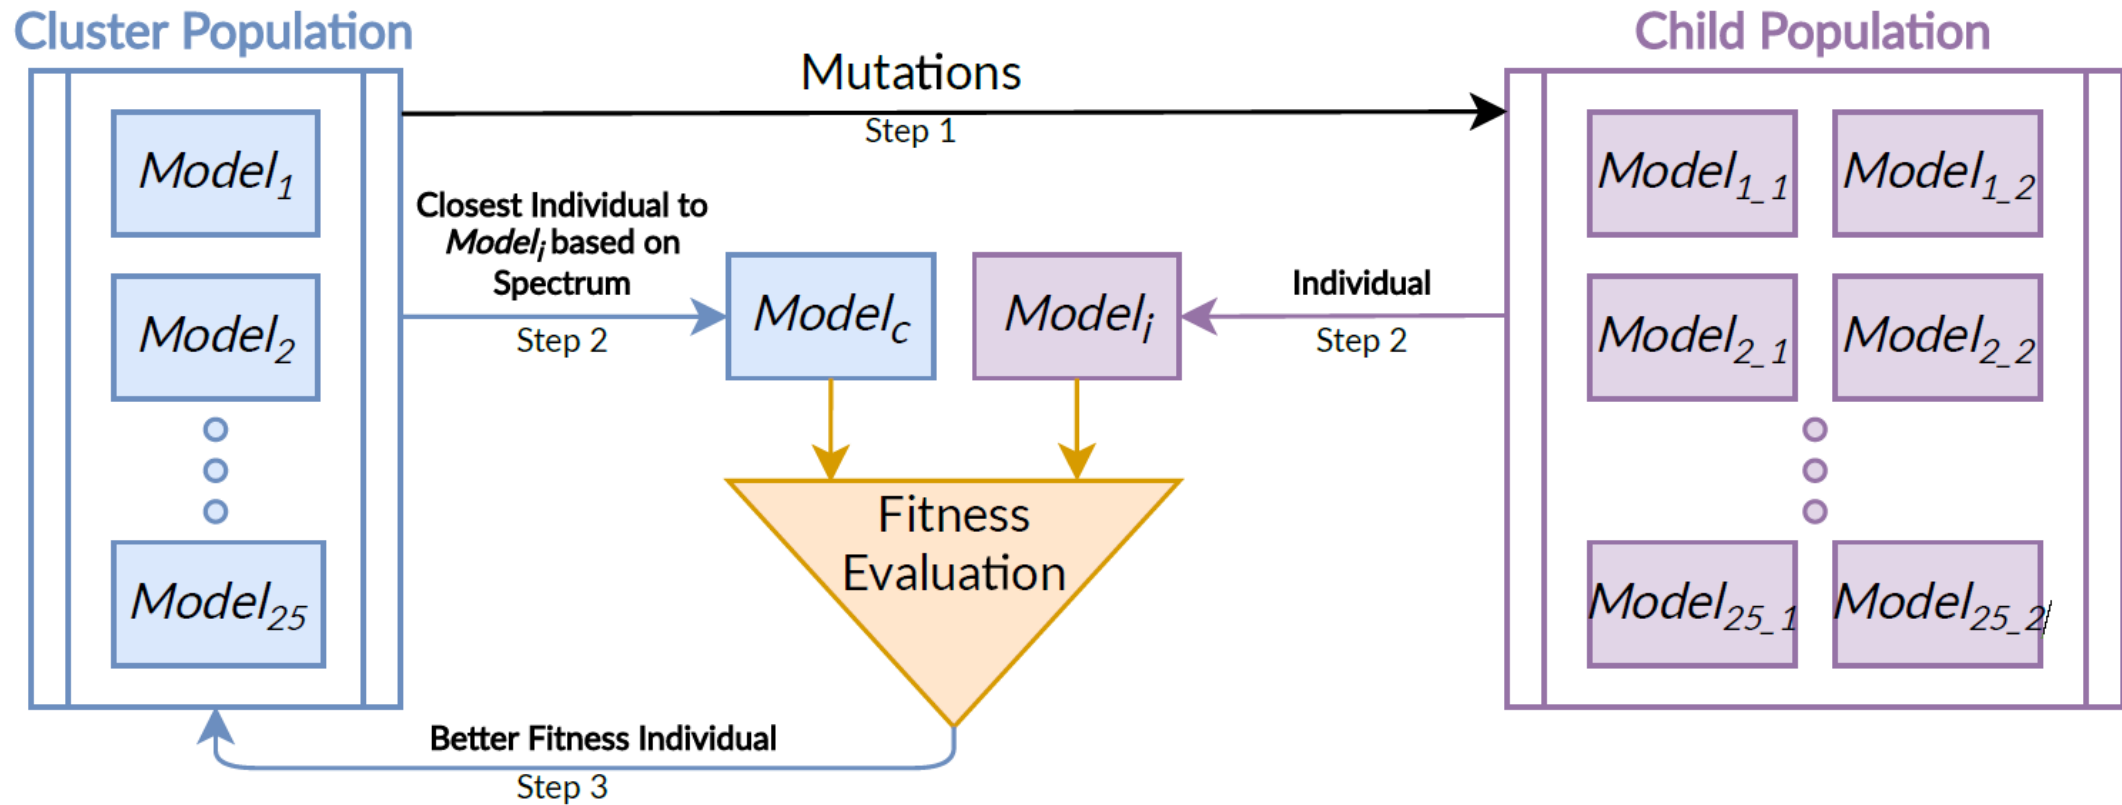 Cluster Population
Child Population
Mutations
Step 1
Model1
Model2
Model25
Closest Individual to
Modeli based on
Spectrum
Step 2
Modelc
Modeli
Individual
Step 2
Fitness
Evaluation
Better Fitness Individual
Step 3
Model1_1
Model1_2
Model2_1
Model2_2
Model25_1
Model25_2/